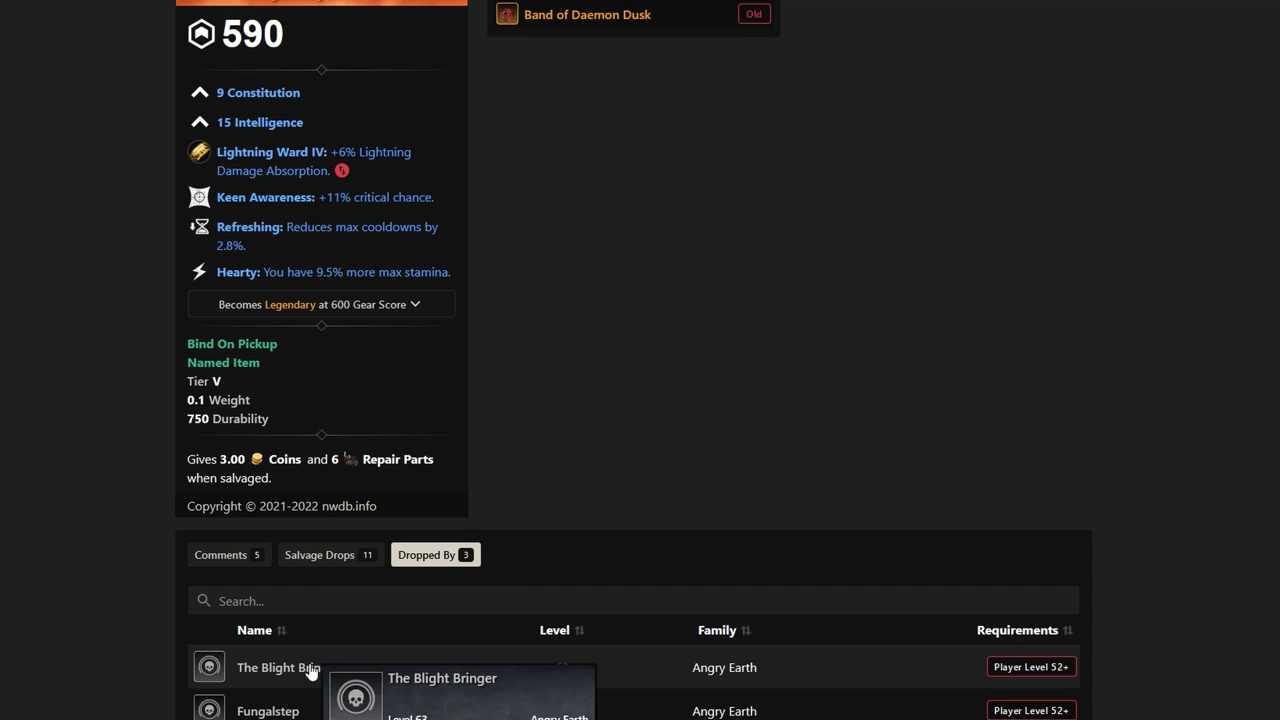 Band of Daemon Dusk
Old
590
9 Constitution
15 Intelligence
Lightning Ward IV: +6% Lightning
Damage Absorption.
Keen Awareness: +11% critical chance.
Refreshing: Reduces max cooldowns by
2.8%.
Hearty: You have 9.5% more max stamina.
Becomes Legendary at 600 Gear Score
Bind On Pickup
Named Item
Tier V
0.1 Weight
750 Durability
Gives 3.00 Coins and 6 Repair Parts
when salvaged.
Copyright © 2021-2022 nwdb.info
Comments 5 Salvage Drops 11 Dropped By 3
Search...
Name Level Family Requirements
The Blight Brin Angry Earth Player Level 52+
The Blight Bringer
Fungalstep Angry Earth Player Level 52+
Level 63 Angry Earth